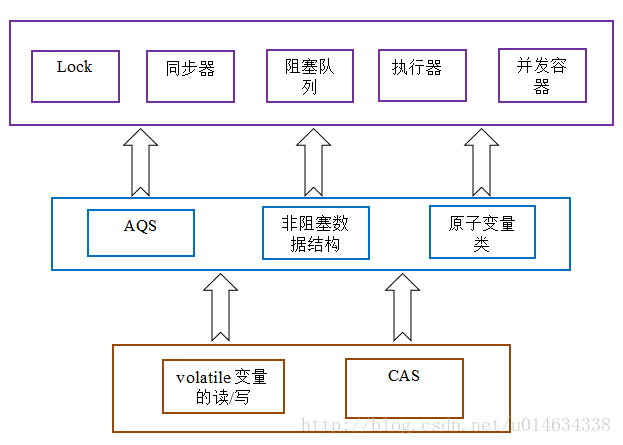 Lock
同步器
阻塞队
列
执行器
并发容
器
AQS
非阻塞数
据结构
原子变量
类
volatile 变量
的读/写
CAS
http://blog.csdn.net/u014634338